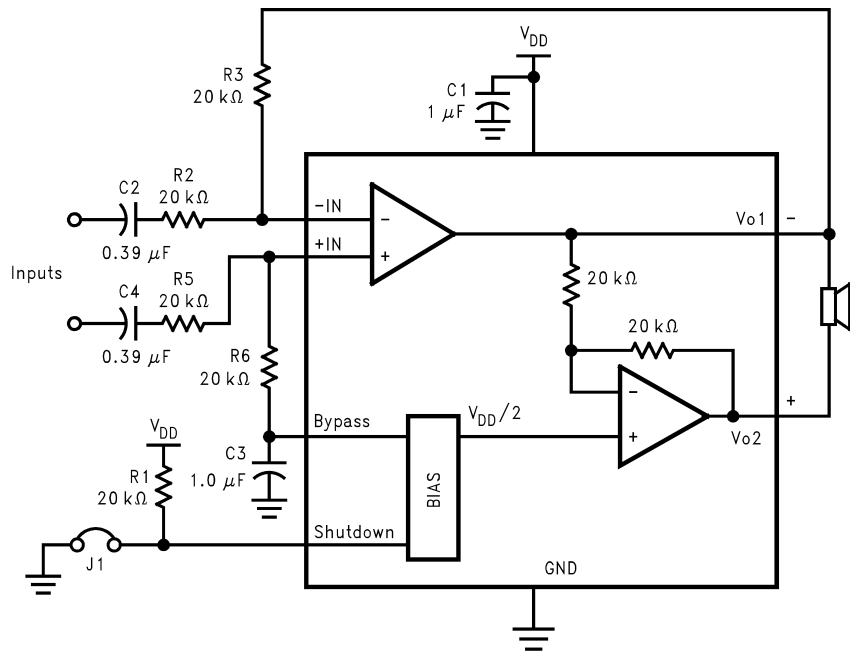 V_DD
R3
20 kΩ
C1
1 μF
C2
R2
20 kΩ
0.39 μF
–IN
–
Vo1
–
+IN
+
Inputs
C4
R5
20 kΩ
0.39 μF
20 kΩ
20 kΩ
R6
20 kΩ
–
+
Bypass
V_DD/2
+
Vo2
V_DD
C3
1.0 μF
R1
20 kΩ
BIAS
Shutdown
J1
GND